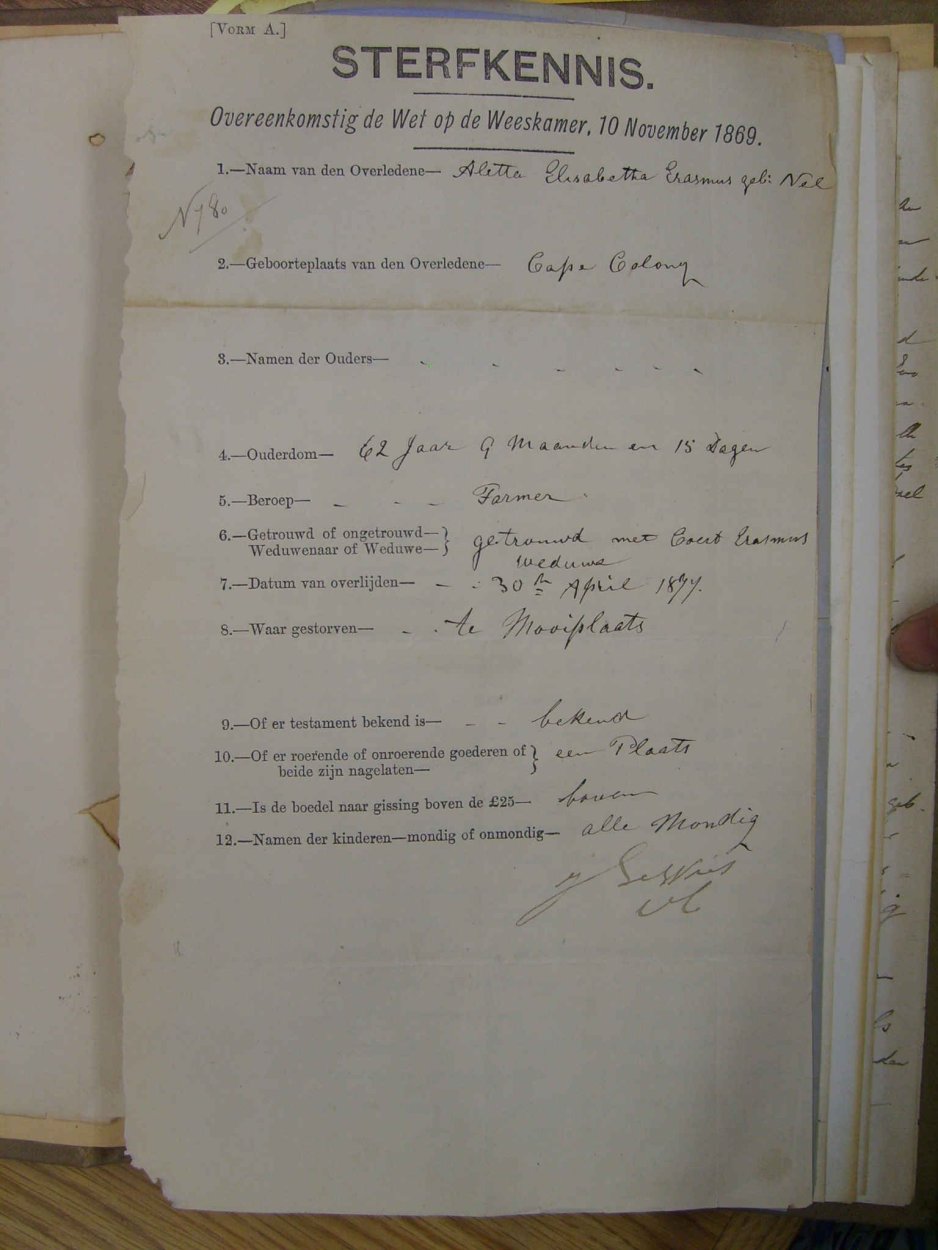 [VORM A.]
STERFKENNIS.
Overeenkomstig de Wet op de Weeskamer, 10 November 1869.
1.—Naam van den Overledene— Aletta Elisabetha Erasmus geb: Nel
2.—Geboorteplaats van den Overledene— Cape Colony
3.—Namen der Ouders—
4.—Ouderdom— 62 Jaar 9 Maanden en 15 Dagen
5.—Beroep— Farmer
6.—Getrouwd of ongetrouwd— getrouwd met Coert Erasmus
Weduwenaar of Weduwe— weduwe
7.—Datum van overlijden— 30th April 1877.
8.—Waar gestorven— te Mooiplaats
9.—Of er testament bekend is— bekend
10.—Of er roerende of onroerende goederen of een Plaats
beide zijn nagelaten—
11.—Is de boedel naar gissing boven de £25— boven
12.—Namen der kinderen—mondig of onmondig— alle Mondig